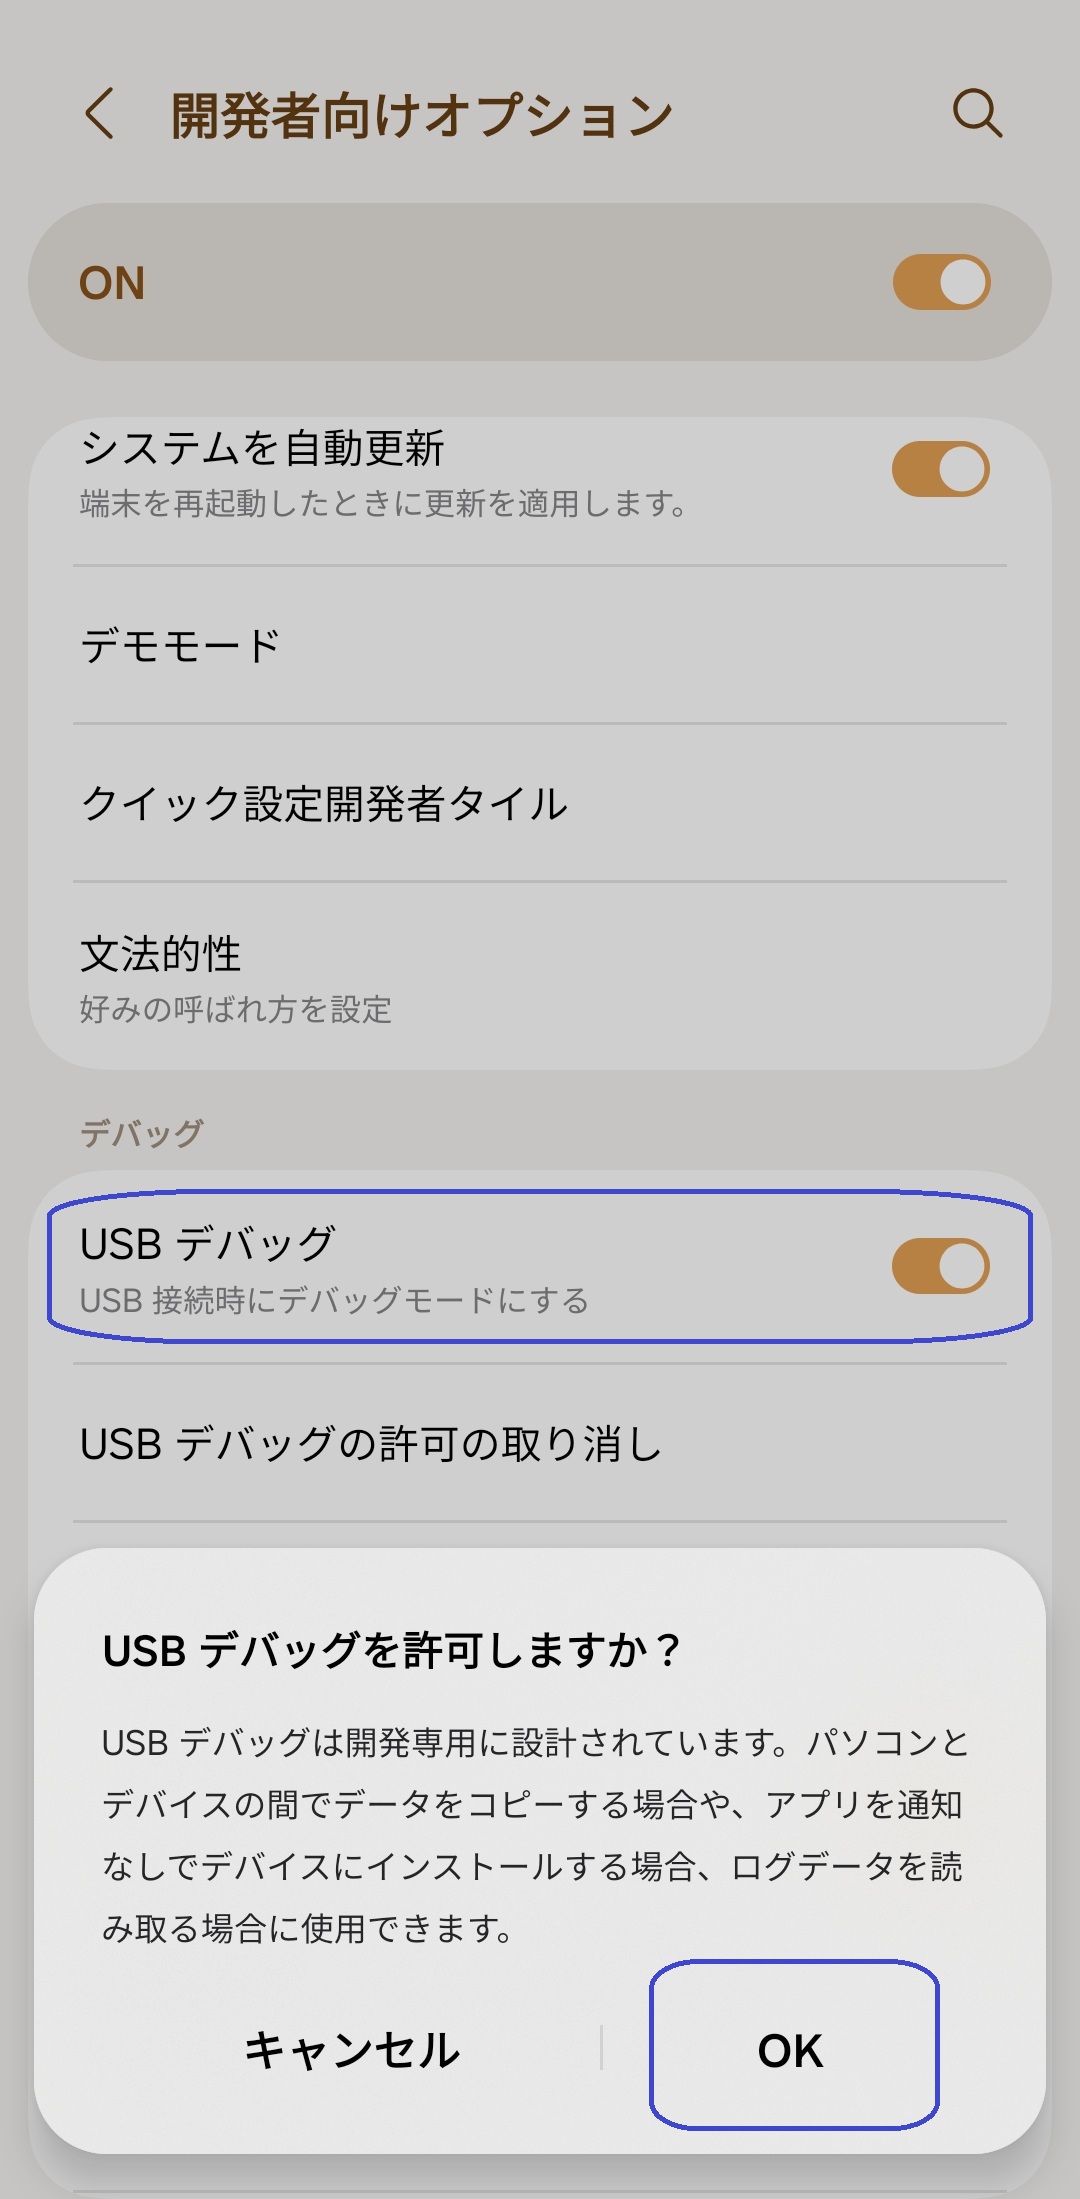 開発者向けオプション
ON
システムを自動更新
端末を再起動したときに更新を適用します。
デモモード
クイック設定開発者タイル
文法的性
好みの呼ばれ方を設定
デバッグ
USB デバッグ
USB 接続時にデバッグモードにする
USB デバッグの許可の取り消し
USB デバッグを許可しますか？
USB デバッグは開発専用に設計されています。パソコンと
デバイスの間でデータをコピーする場合や、アプリを通知
なしでデバイスにインストールする場合、ログデータを読
み取る場合に使用できます。
キャンセル
OK